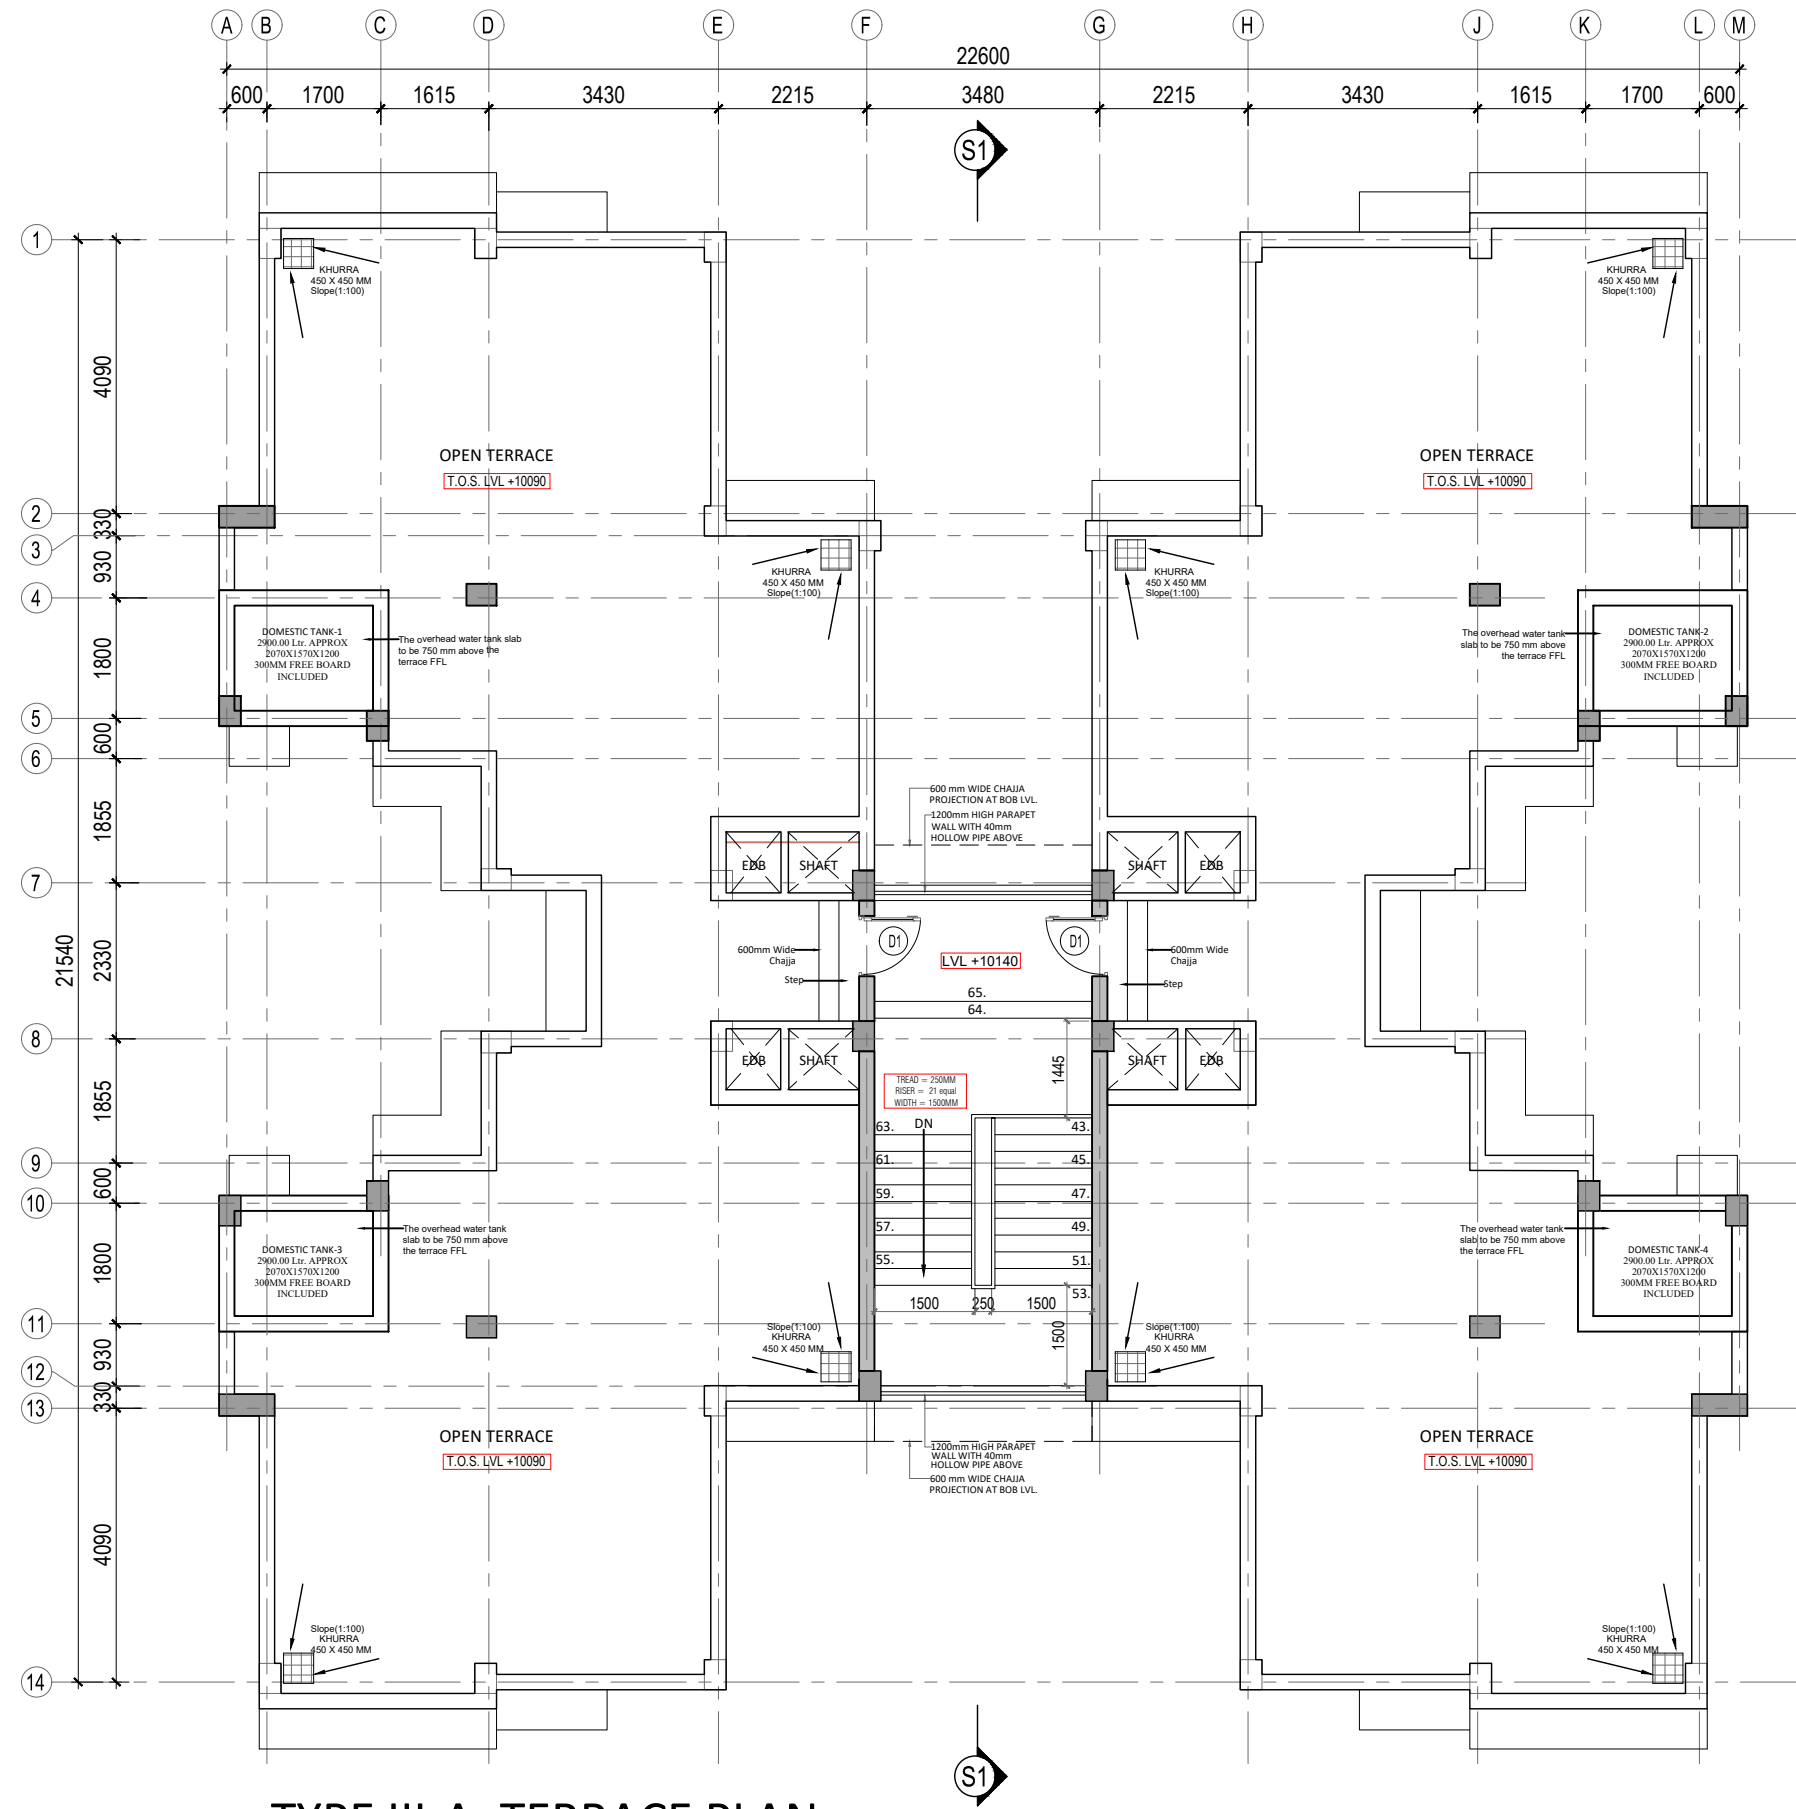 A B C D E F G H J K L M
22600
600 1700 1615 3430 2215 3480 2215 3430 1615 1700 600
S1
1
2
3
4
5
6
7
8
9
10
11
12
13
14
21540
4090
330
930
1800
600
1855
2330
1855
600
1800
930
330
4090
KHURRA
450 X 450 MM
Slope(1:100)
KHURRA
450 X 450 MM
Slope(1:100)
OPEN TERRACE
T.O.S. LVL +10090
OPEN TERRACE
T.O.S. LVL +10090
KHURRA
450 X 450 MM
Slope(1:100)
KHURRA
450 X 450 MM
Slope(1:100)
DOMESTIC TANK-1
2900.00 Ltr. APPROX
2070X1570X1200
300MM FREE BOARD
INCLUDED
The overhead water tank slab
to be 750 mm above the
terrace FFL
The overhead water tank
slab to be 750 mm above
the terrace FFL
DOMESTIC TANK-2
2900.00 Ltr. APPROX
2070X1570X1200
300MM FREE BOARD
INCLUDED
600 mm WIDE CHAJJA
PROJECTION AT BOB LVL.
1200mm HIGH PARAPET
WALL WITH 40mm
HOLLOW PIPE ABOVE
EDB SHAFT SHAFT EDB
D1 D1
600mm Wide
Chajja
LVL +10140
600mm Wide
Chajja
Step
Step
65.
64.
EDB SHAFT SHAFT EDB
1445
TREAD = 250MM
RISER = 21 equal
WIDTH = 1500MM
DN
63. 43.
61. 45.
59. 47.
57. 49.
55. 51.
53.
1500 250 1500
1500
The overhead water tank
slab to be 750 mm above
the terrace FFL
DOMESTIC TANK-3
2900.00 Ltr. APPROX
2070X1570X1200
300MM FREE BOARD
INCLUDED
The overhead water tank
slab to be 750 mm above
the terrace FFL
DOMESTIC TANK-4
2900.00 Ltr. APPROX
2070X1570X1200
300MM FREE BOARD
INCLUDED
Slope(1:100)
KHURRA
450 X 450 MM
Slope(1:100)
KHURRA
450 X 450 MM
OPEN TERRACE
T.O.S. LVL +10090
OPEN TERRACE
T.O.S. LVL +10090
1200mm HIGH PARAPET
WALL WITH 40mm
HOLLOW PIPE ABOVE
600 mm WIDE CHAJJA
PROJECTION AT BOB LVL.
Slope(1:100)
KHURRA
450 X 450 MM
Slope(1:100)
KHURRA
450 X 450 MM
S1
TYPE III-A- TERRACE PLAN